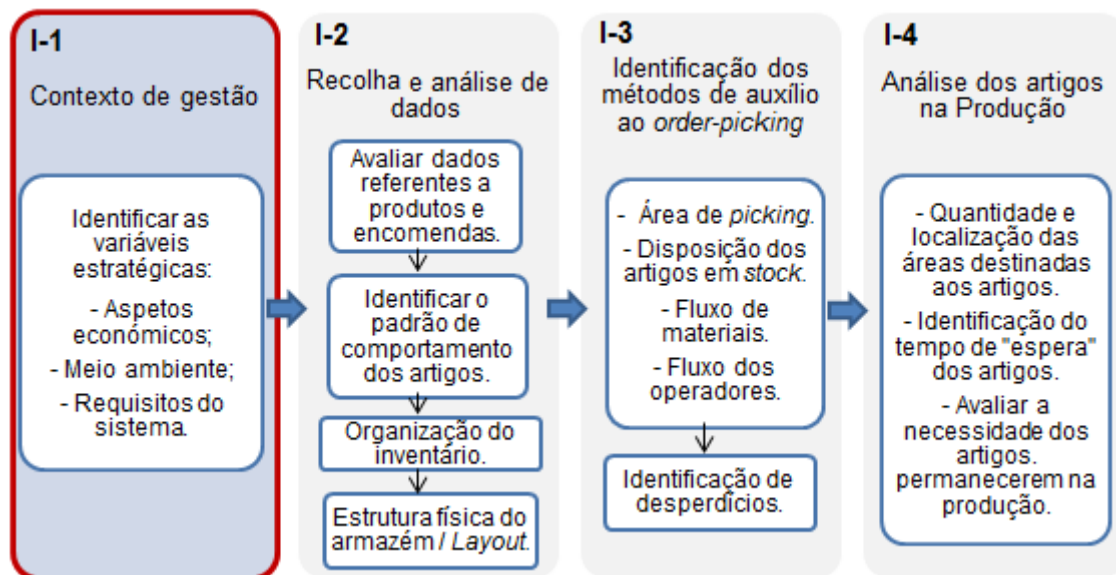 I-1
Contexto de gestão
Identificar as
variáveis
estratégicas:
- Aspetos
económicos;
- Meio ambiente;
- Requisitos do
sistema.
I-2
Recolha e análise de
dados
Avaliar dados
referentes a
produtos e
encomendas.
Identificar o
padrão de
comportamento
dos artigos.
Organização do
inventário.
Estrutura física do
armazém / Layout.
I-3
Identificação dos
métodos de auxílio
ao order-picking
- Área de picking.
- Disposição dos
artigos em stock.
- Fluxo de
materiais.
- Fluxo dos
operadores.
Identificação de
desperdícios.
I-4
Análise dos artigos
na Produção
- Quantidade e
localização das
áreas destinadas
aos artigos.
- Identificação do
tempo de "espera"
dos artigos.
- Avaliar a
necessidade dos
artigos.
permanecerem na
produção.